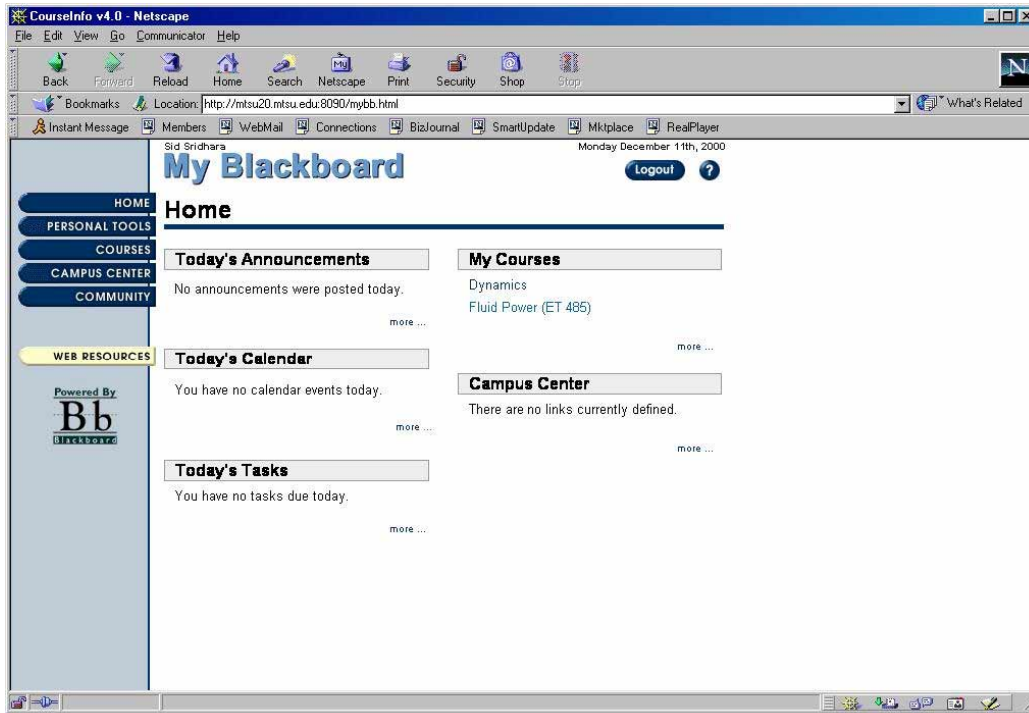 CourseInfo v4.0 - Netscape
File Edit View Go Communicator Help
Back Forward Reload Home Search Netscape Print Security Shop Stop
My
N
Bookmarks Location: http://mtsu20.mtsu.edu:8090/mybb.html What's Related
Instant Message Members WebMail Connections BizJournal SmartUpdate Mktplace RealPlayer
Sid Sridhara Monday December 11th, 2000
My Blackboard
Logout ?
HOME
PERSONAL TOOLS
COURSES
CAMPUS CENTER
COMMUNITY
WEB RESOURCES
Powered By
Bb
Blackboard
Home
Today's Announcements
No announcements were posted today.
more ...
Today's Calendar
You have no calendar events today.
more ...
Today's Tasks
You have no tasks due today.
more ...
My Courses
Dynamics
Fluid Power (ET 485)
more ...
Campus Center
There are no links currently defined.
more ...